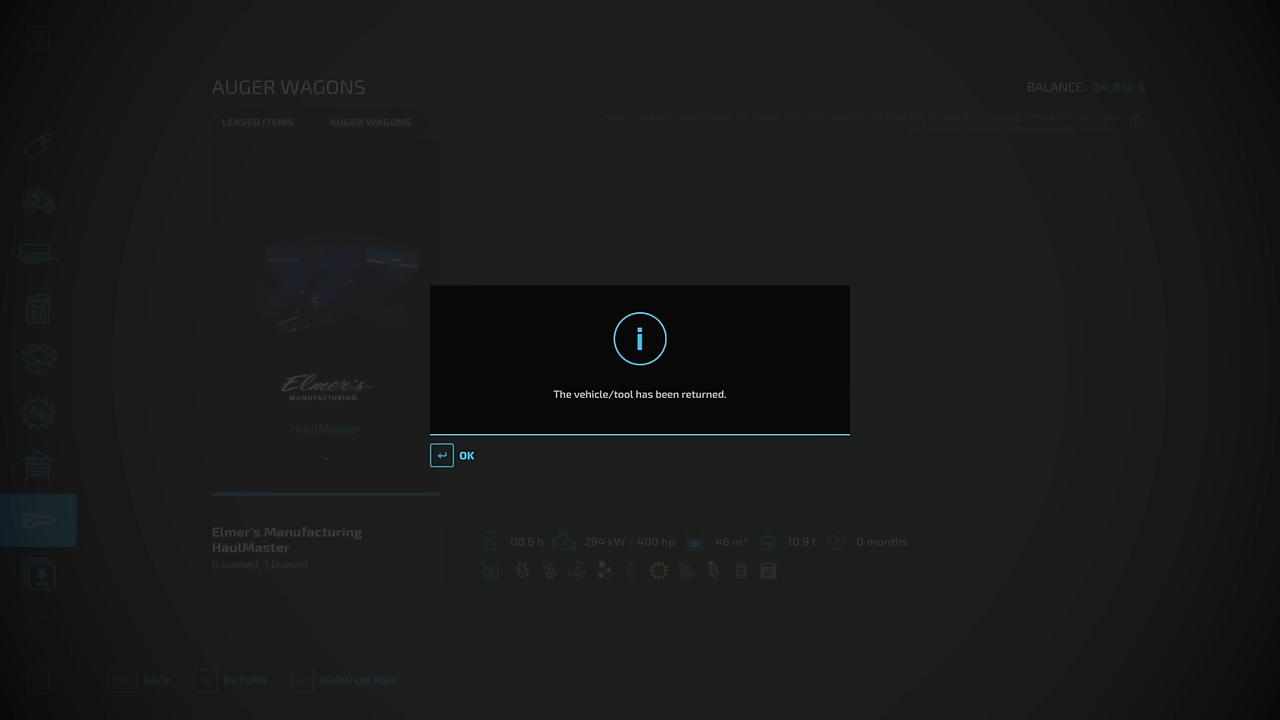 AUGER WAGONS
BALANCE: 24,818 $
LEASED ITEMS AUGER WAGONS
i
The vehicle/tool has been returned.
Elmer's
MANUFACTURING
HaulMaster
–
OK
Elmer's Manufacturing
HaulMaster
0 owned, 1 leased
00.6 h 294 kW / 400 hp 46 m³ 10.9 t 0 months
BACK RETURN SHOW ON MAP